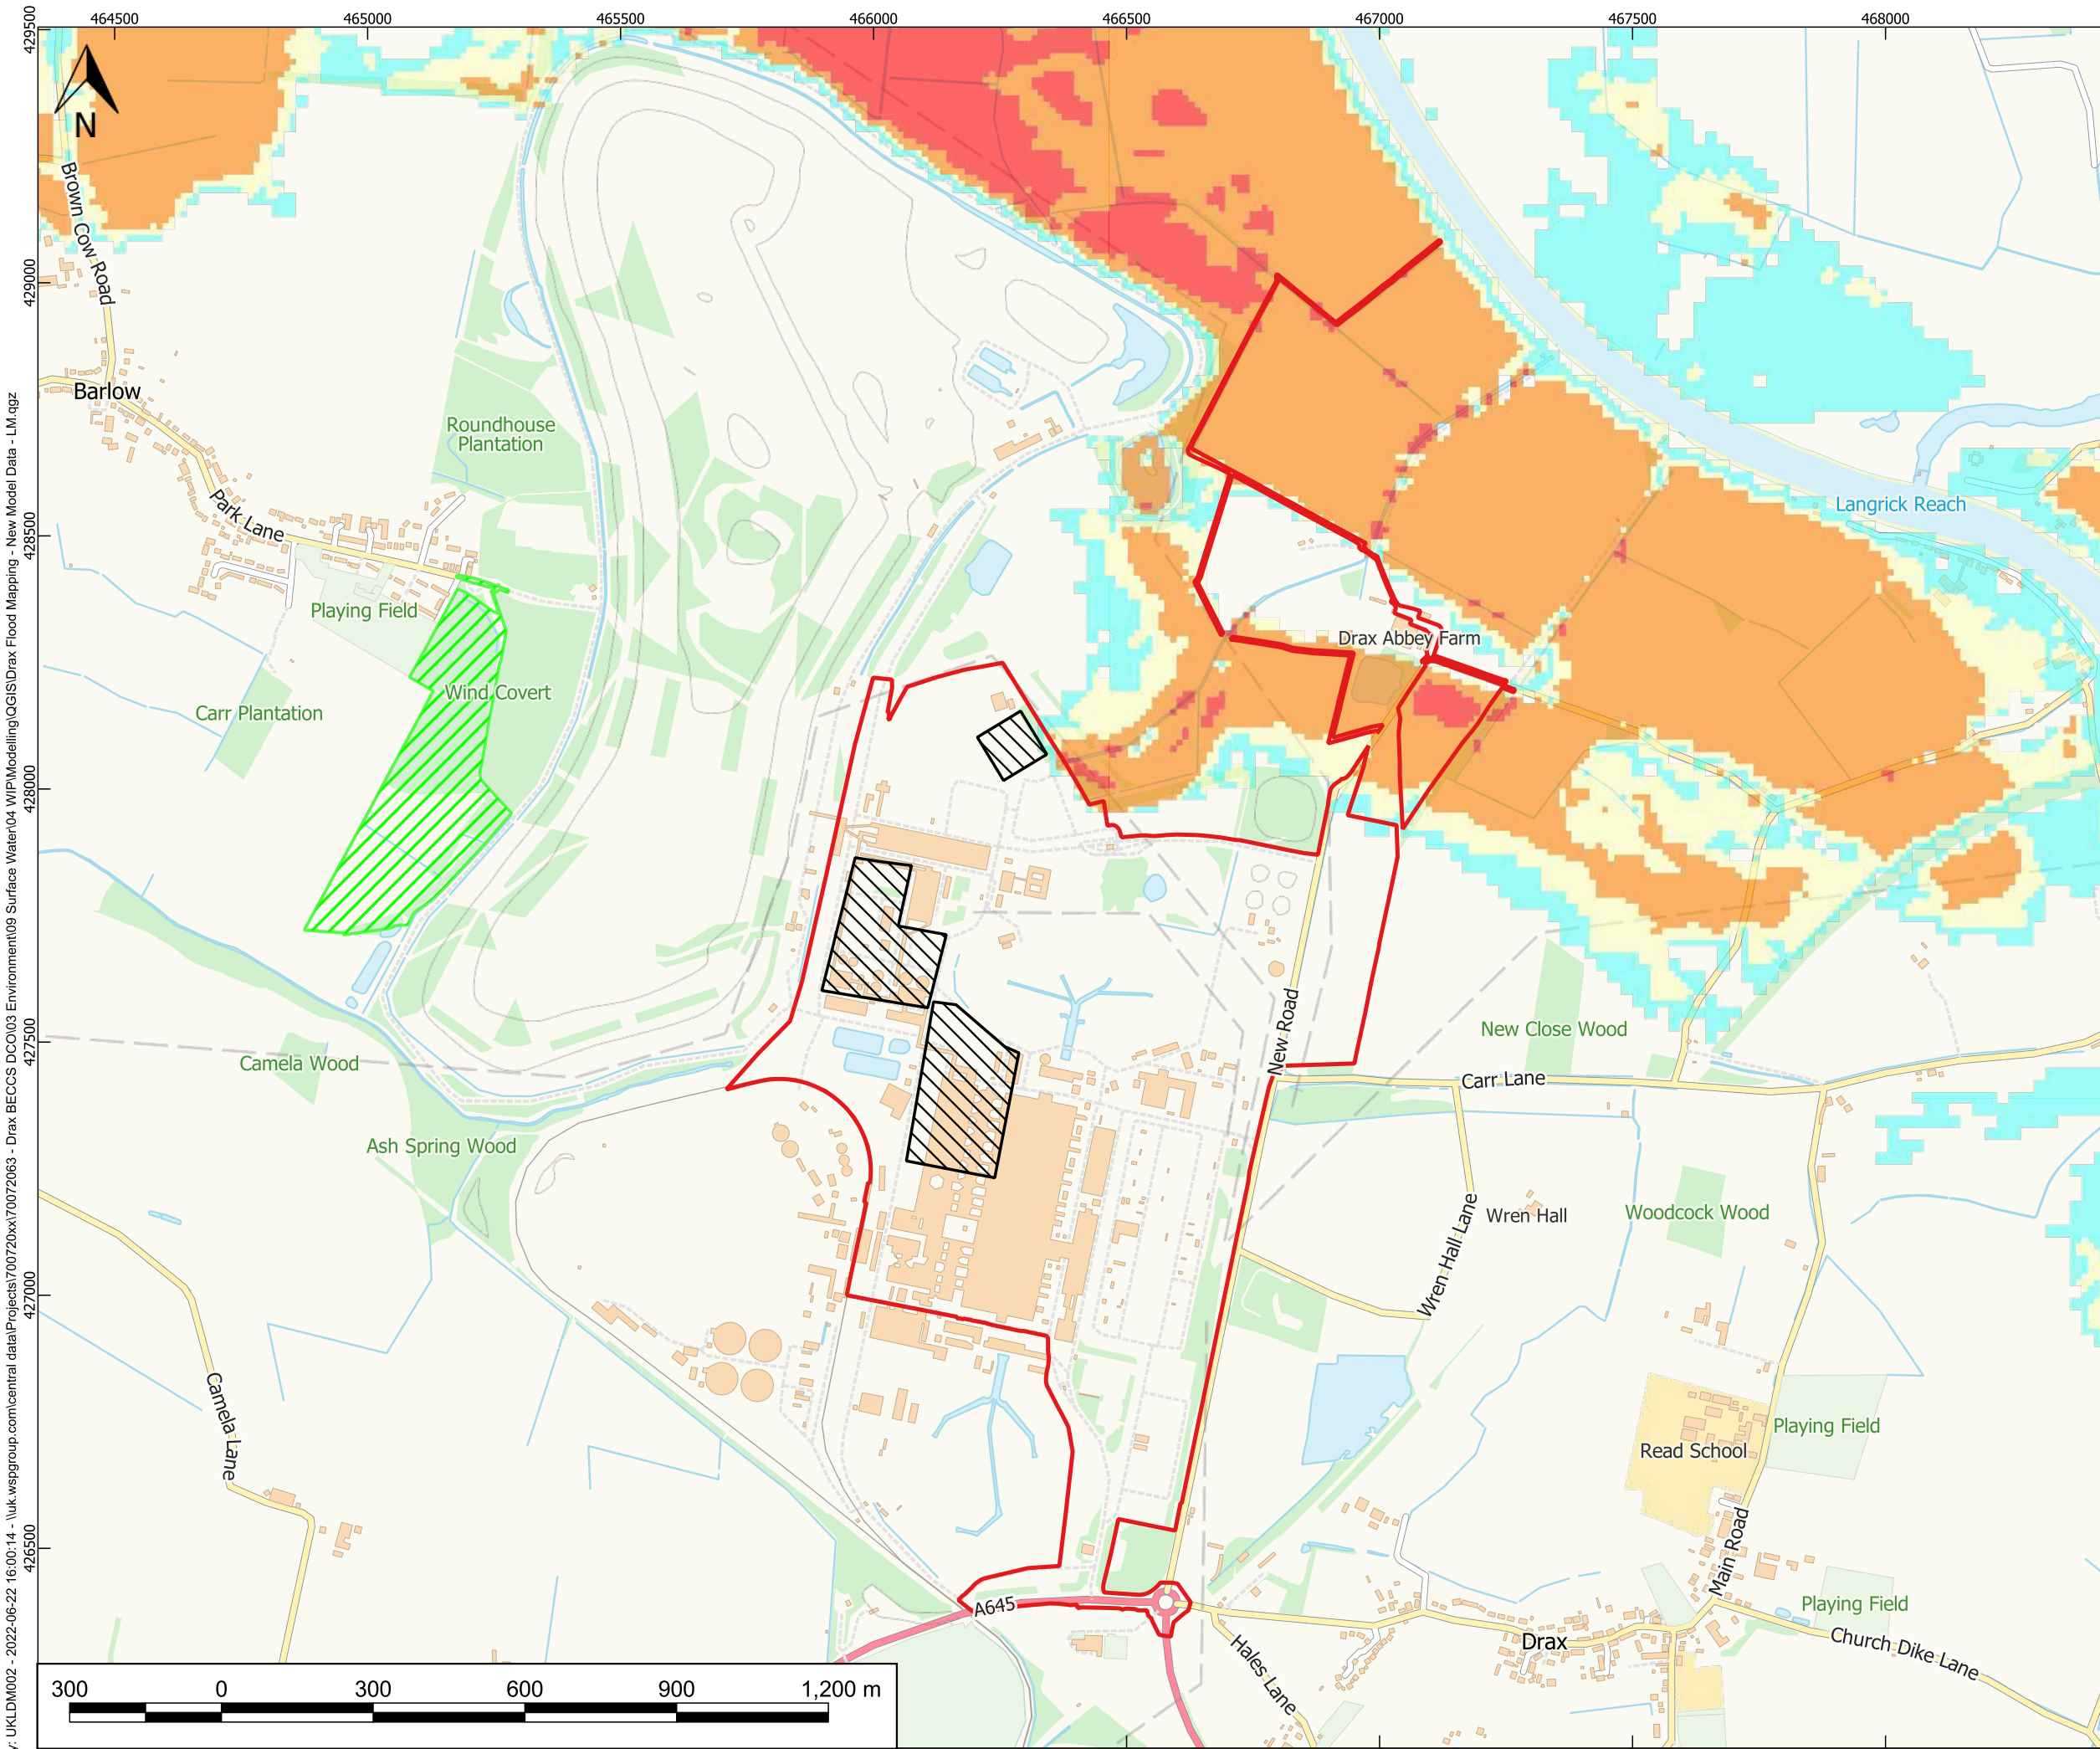 464500 465000 465500 466000 466500 467000 467500 468000
429500
N
Brown Cow Road
429000
Barlow
Roundhouse
Plantation
Park Lane
428500
Langrick Reach
Playing Field
Drax Abbey Farm
Wind Covert
Carr Plantation
428000
New Road
New Close Wood
427500
Camela Wood
Carr Lane
Ash Spring Wood
Wren Hall Lane
Wren Hall
Woodcock Wood
427000
Camela Lane
Playing Field
Read School
Main Road
426500
A645
Playing Field
Drax
Church Dike Lane
Hales Lane
300 0 300 600 900 1,200 m
y: UKLDM002 - 2022-06-22 16:00:14 - \\uk.wspgroup.com\central data\Projects\700720xx\70072063 - Drax BECCS DCO\03 Environment\09 Surface Water\04 WIP\Modelling\QGIS\Drax Flood Mapping - New Model Data - LM.qgz